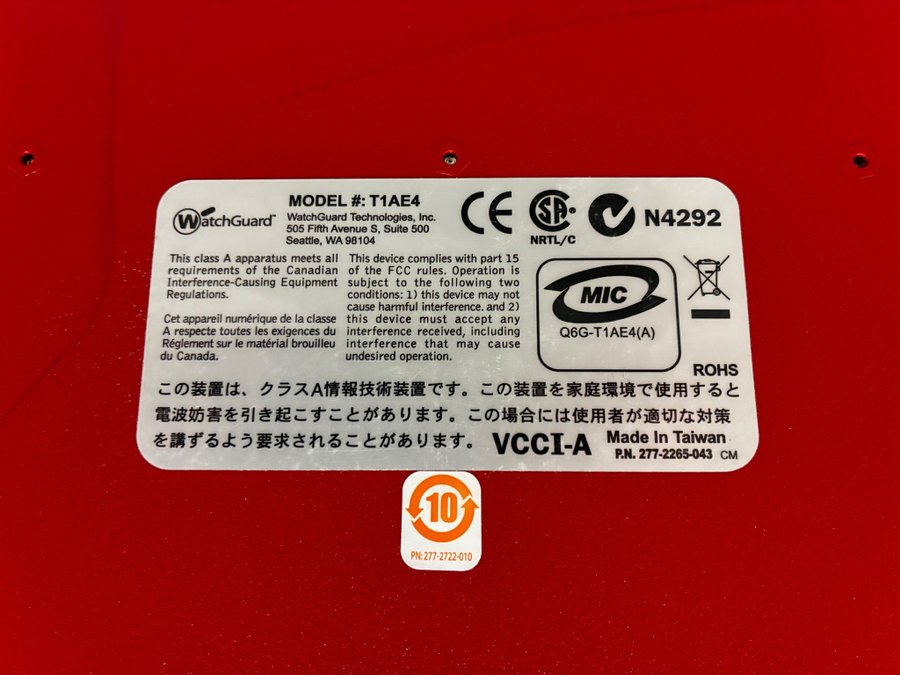 WatchGuard™
MODEL #: T1AE4
WatchGuard Technologies, Inc.
505 Fifth Avenue S, Suite 500
Seattle, WA 98104
CE
SA
NRTL/C
N4292
This class A apparatus meets all
requirements of the Canadian
Interference-Causing Equipment
Regulations.
Cet appareil numérique de la classe
A respecte toutes les exigences du
Réglement sur le matérial brouilleu
du Canada.
This device complies with part 15
of the FCC rules. Operation is
subject to the following two
conditions: 1) this device may not
cause harmful interference. and 2)
this device must accept any
interference received, including
interference that may cause
undesired operation.
MIC
Q6G-T1AE4(A)
ROHS
この装置は、クラスA情報技術装置です。この装置を家庭環境で使用すると
電波妨害を引き起こすことがあります。この場合には使用者が適切な対策
を講ずるよう要求されることがあります。
VCCI-A
Made In Taiwan
P.N. 277-2265-043 CM
10
PN: 277-2722-010